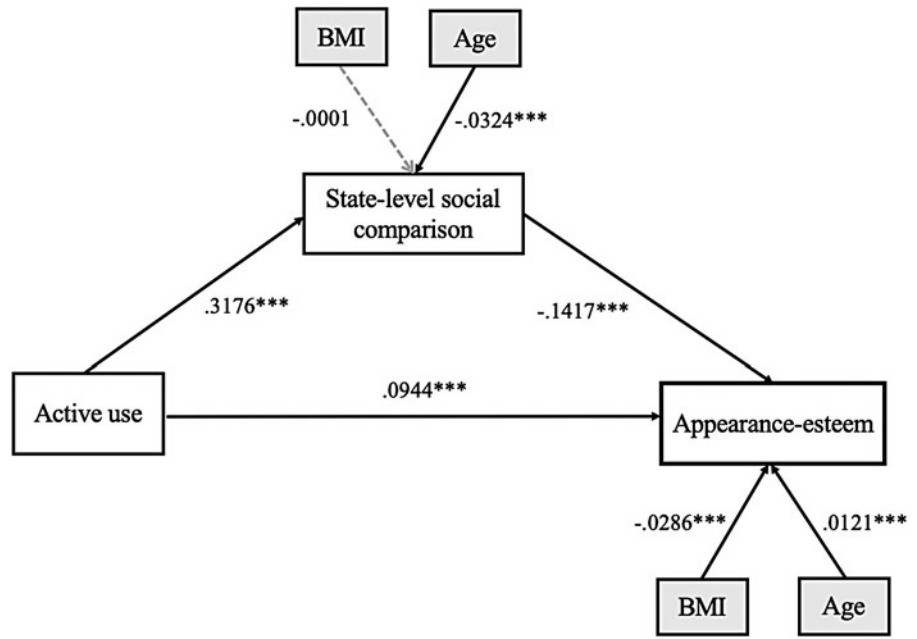 BMI
Age
-.0001
-.0324***
State-level social
comparison
.3176***
-.1417***
.0944***
Active use
Appearance-esteem
-.0286***
.0121***
BMI
Age